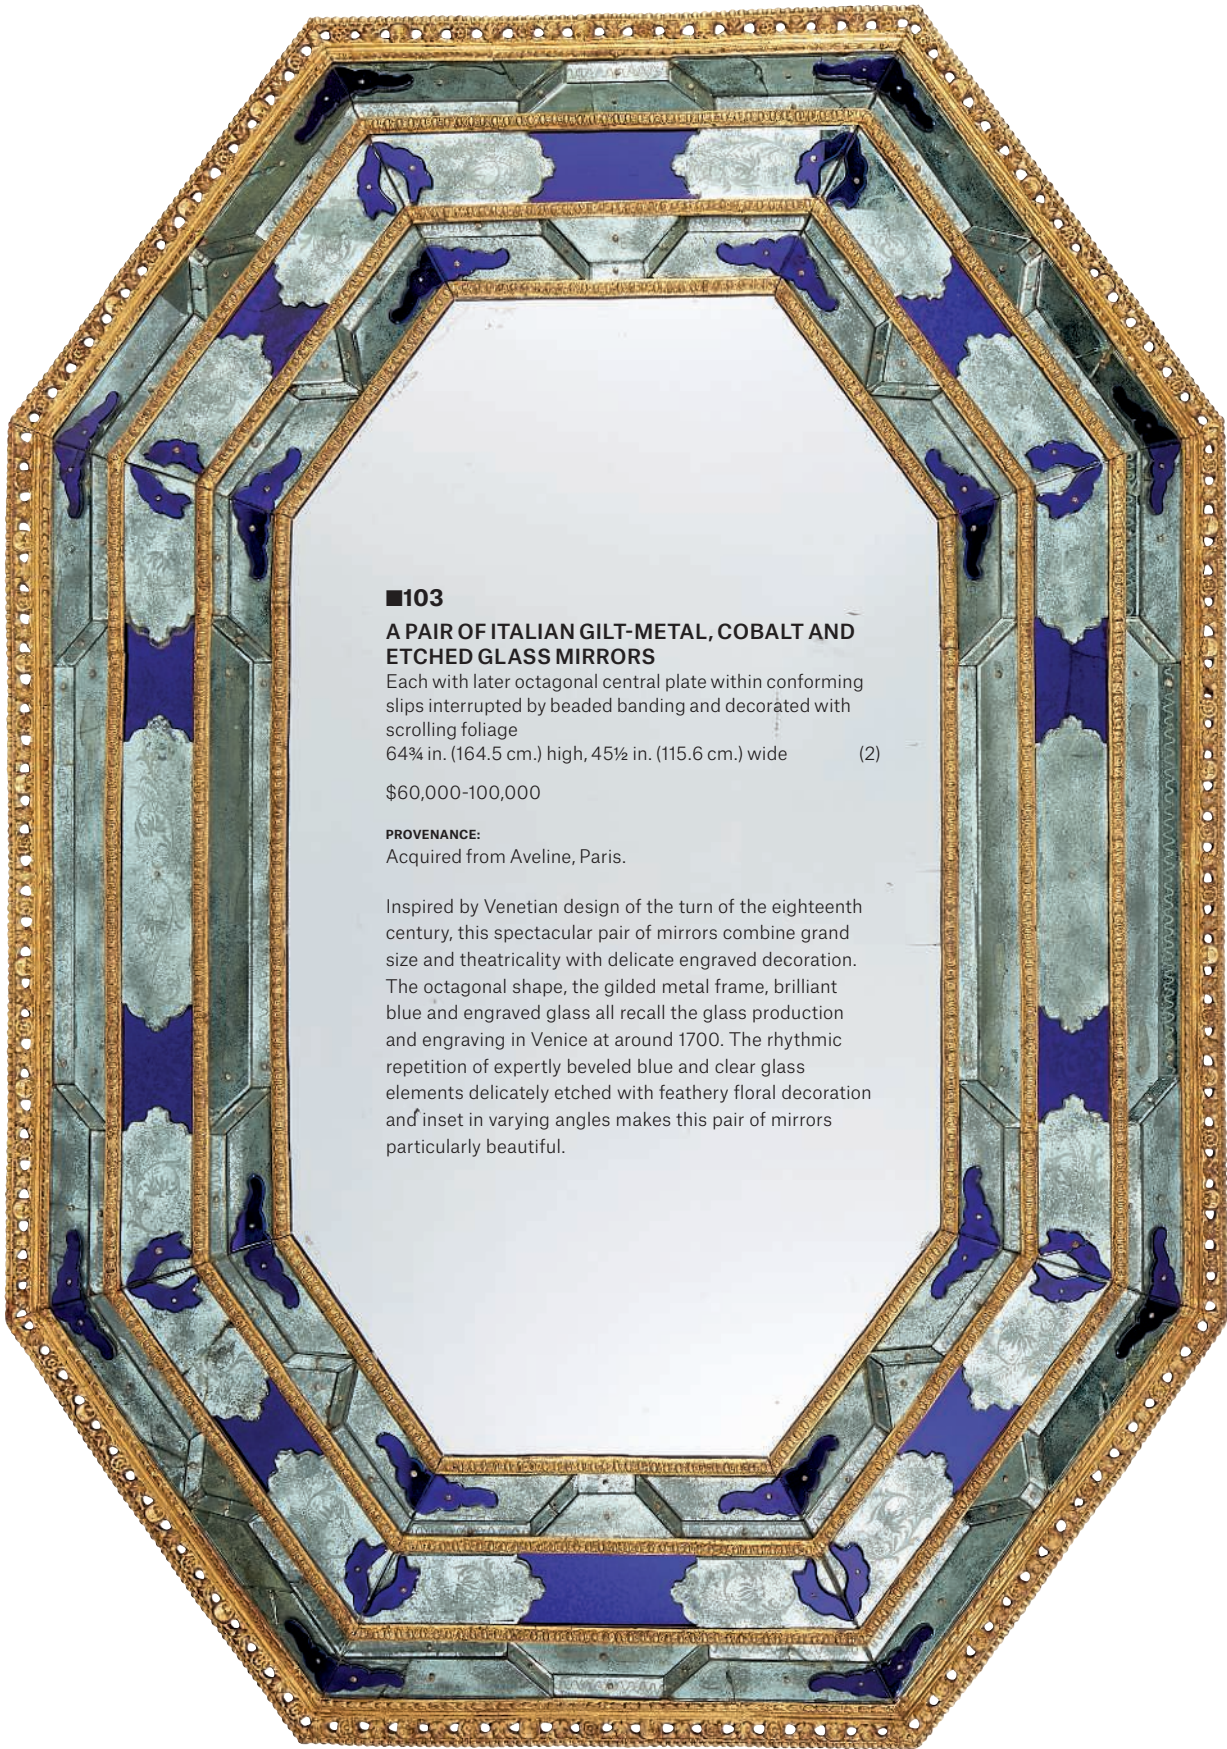 ■103
A PAIR OF ITALIAN GILT-METAL, COBALT AND
ETCHED GLASS MIRRORS
Each with later octagonal central plate within conforming
slips interrupted by beaded banding and decorated with
scrolling foliage
64¾ in. (164.5 cm.) high, 45½ in. (115.6 cm.) wide (2)
$60,000-100,000
PROVENANCE:
Acquired from Aveline, Paris.
Inspired by Venetian design of the turn of the eighteenth
century, this spectacular pair of mirrors combine grand
size and theatricality with delicate engraved decoration.
The octagonal shape, the gilded metal frame, brilliant
blue and engraved glass all recall the glass production
and engraving in Venice at around 1700. The rhythmic
repetition of expertly beveled blue and clear glass
elements delicately etched with feathery floral decoration
and inset in varying angles makes this pair of mirrors
particularly beautiful.